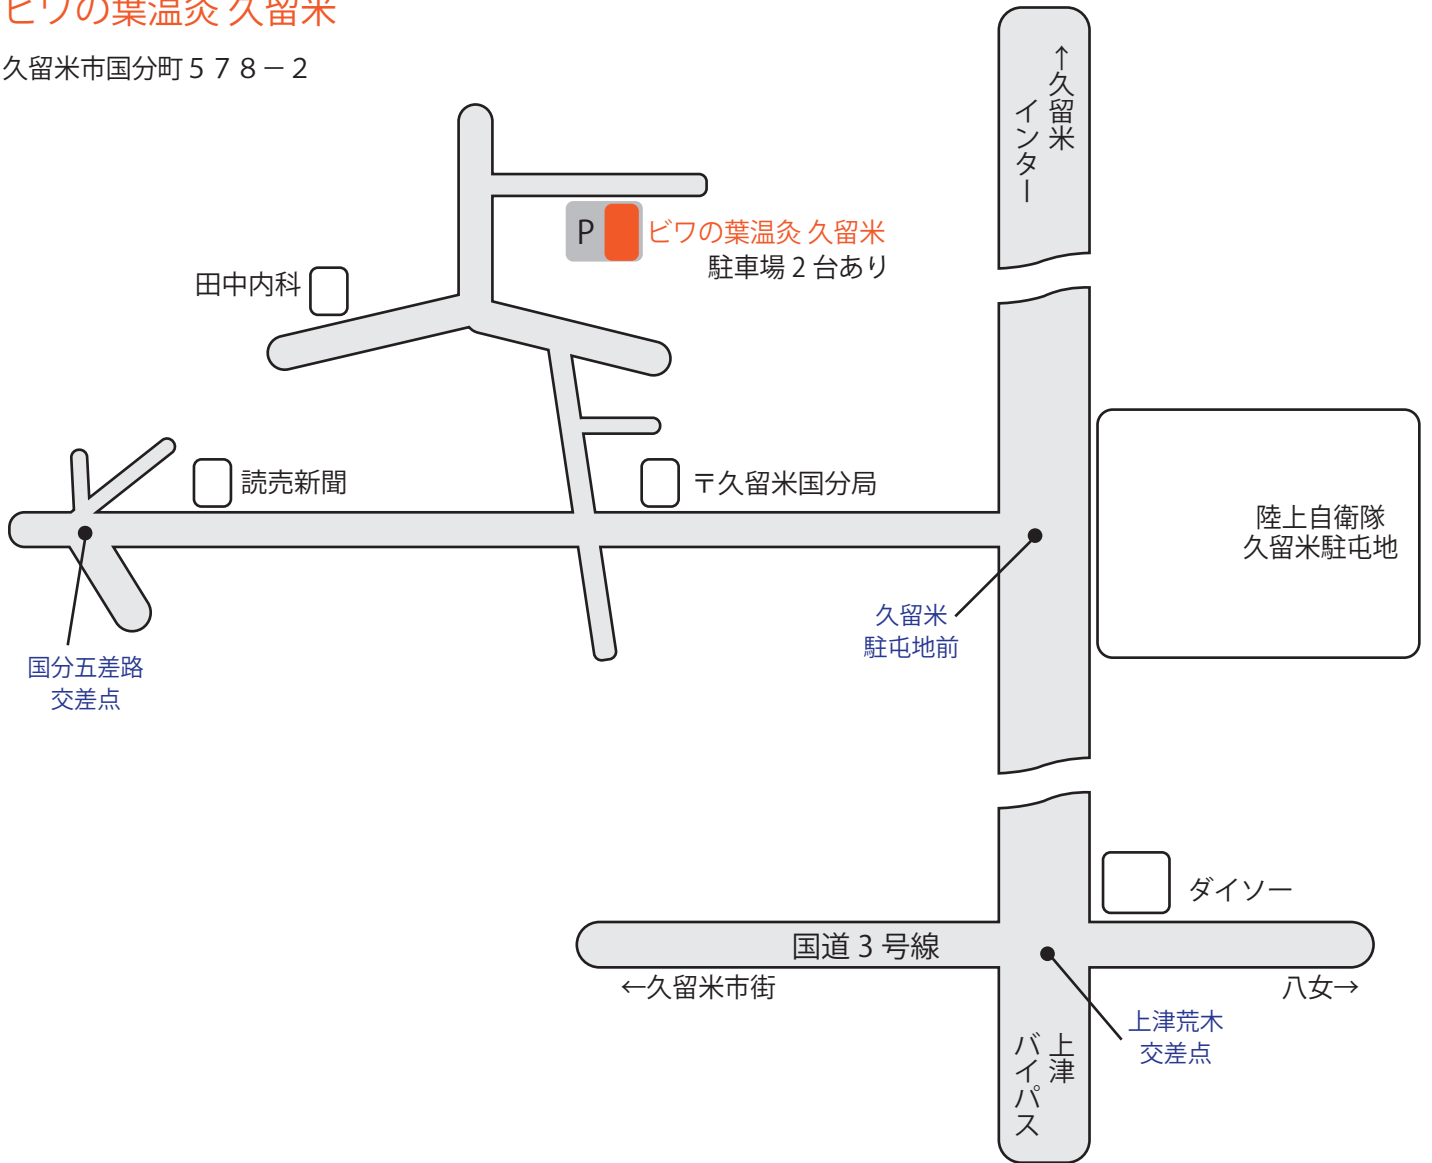 ビワの葉温灸 久留米
久留米市国分町５７８－２
↑久留米
インター
P
ビワの葉温灸 久留米
駐車場 2 台あり
田中内科
読売新聞
〒久留米国分局
陸上自衛隊
久留米駐屯地
久留米
駐屯地前
国分五差路
交差点
ダイソー
国道 3 号線
←久留米市街
八女→
上津荒木
交差点
上津
バイパス